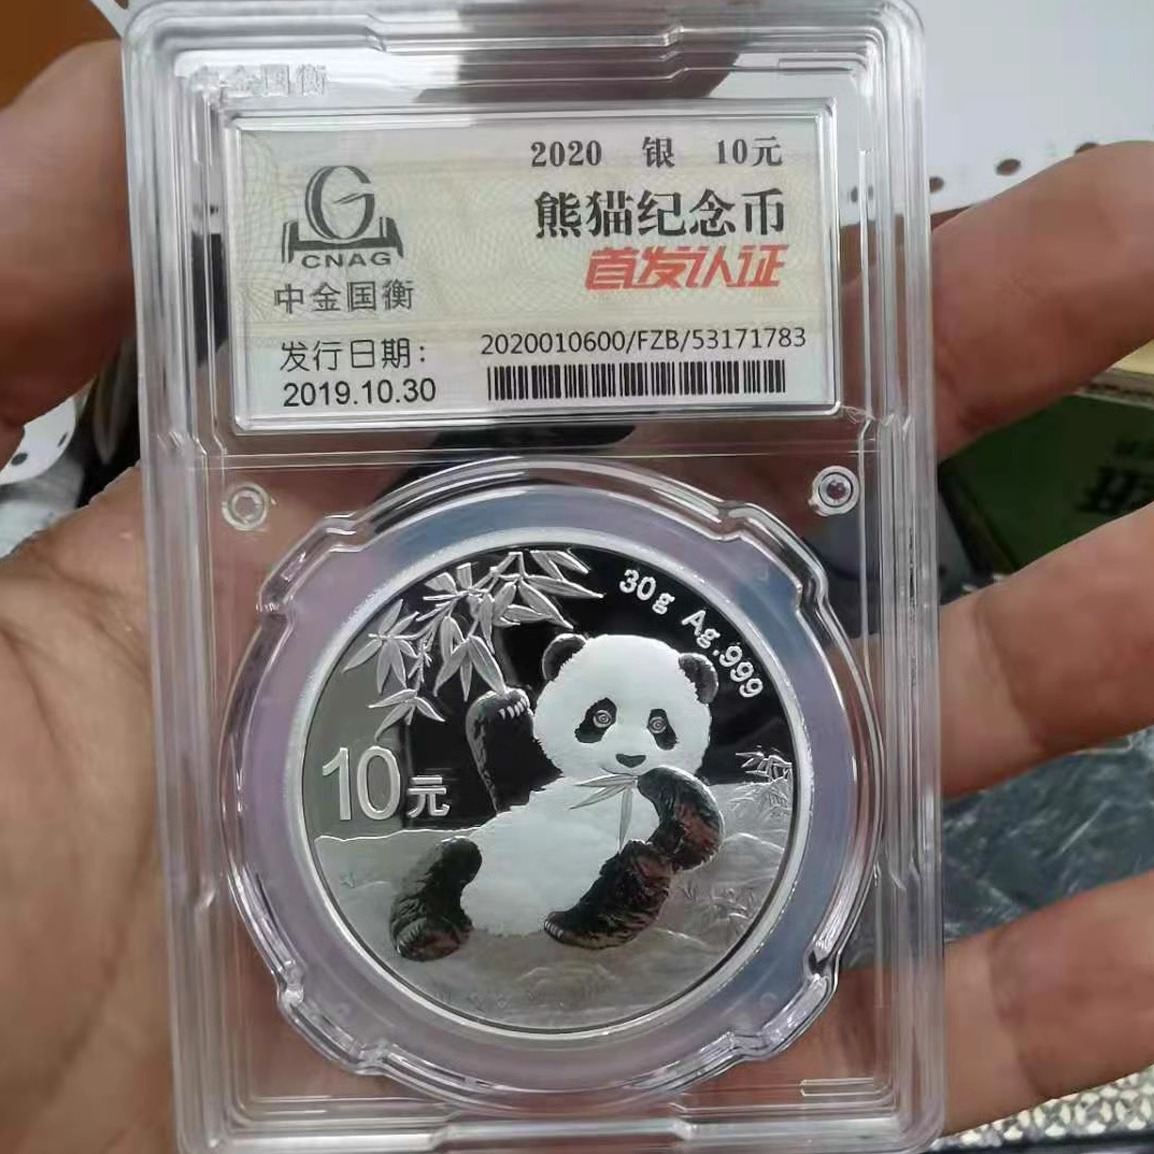 中金国衡
2020 银 10元
熊猫纪念币
首发认证
CNAG
中金国衡
发行日期：
2019.10.30
2020010600/FZB/53171783
30g Ag.999
10元